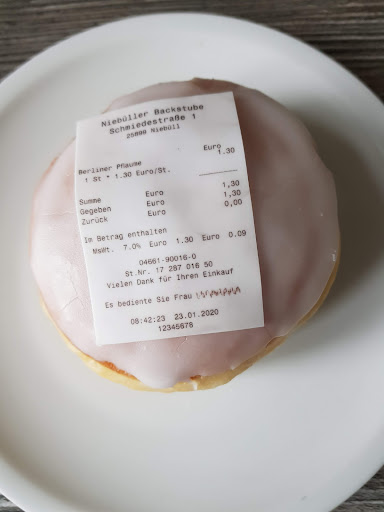 Niebüller Backstube
Schmiedestraße 1
25899 Niebüll
Euro
Berliner Pflaume 1.30
1 St * 1.30 Euro/St.
Summe Euro 1,30
Gegeben Euro 1,30
Zurück Euro 0,00
Im Betrag enthalten
MsWt. 7.0% Euro 1.30 Euro 0.09
04661-90016-0
St.Nr. 17 287 016 50
Vielen Dank für Ihren Einkauf
Es bediente Sie Frau
08:42:23 23.01.2020
12345678